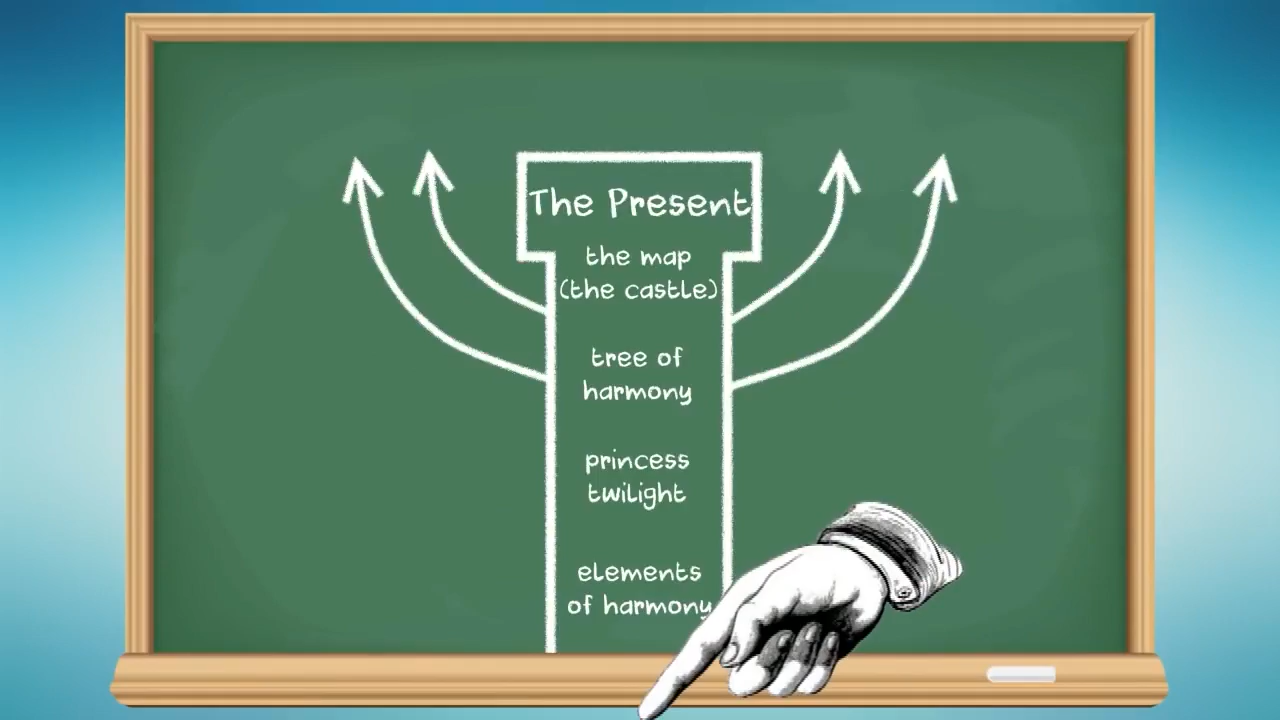 The Present
the map
(the castle)
tree of
harmony
princess
twilight
elements
of harmony